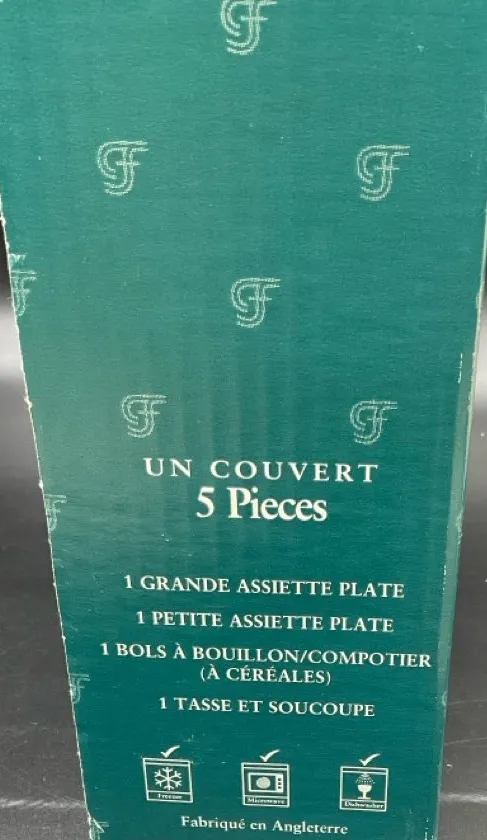 UN COUVERT
5 Pieces
1 GRANDE ASSIETTE PLATE
1 PETITE ASSIETTE PLATE
1 BOLS À BOUILLON/COMPOTIER
(À CÉRÉALES)
1 TASSE ET SOUCOUPE
Freezer Microwave Dishwasher
Fabriqué en Angleterre